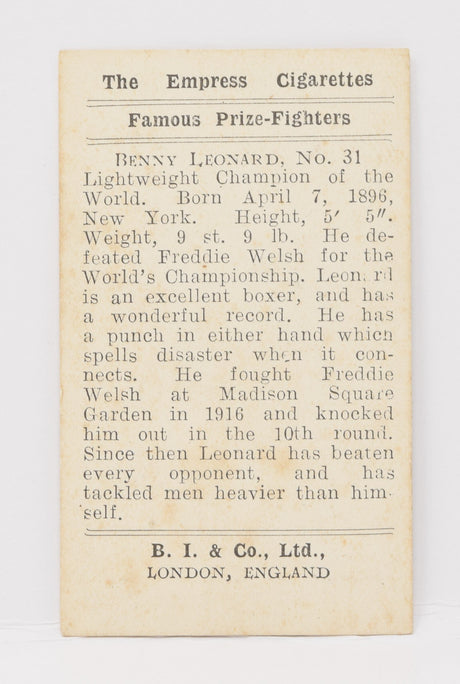 The Empress Cigarettes
Famous Prize-Fighters
BENNY LEONARD, No. 31
Lightweight Champion of the
World. Born April 7, 1896,
New York. Height, 5′ 5″.
Weight, 9 st. 9 lb. He de-
feated Freddie Welsh for the
World's Championship. Leonard
is an excellent boxer, and has
a wonderful record. He has
a punch in either hand which
spells disaster when it con-
nects. He fought Freddie
Welsh at Madison Square
Garden in 1916 and knocked
him out in the 10th round.
Since then Leonard has beaten
every opponent, and has
tackled men heavier than him-
self.
B. I. & Co., Ltd.,
LONDON, ENGLAND